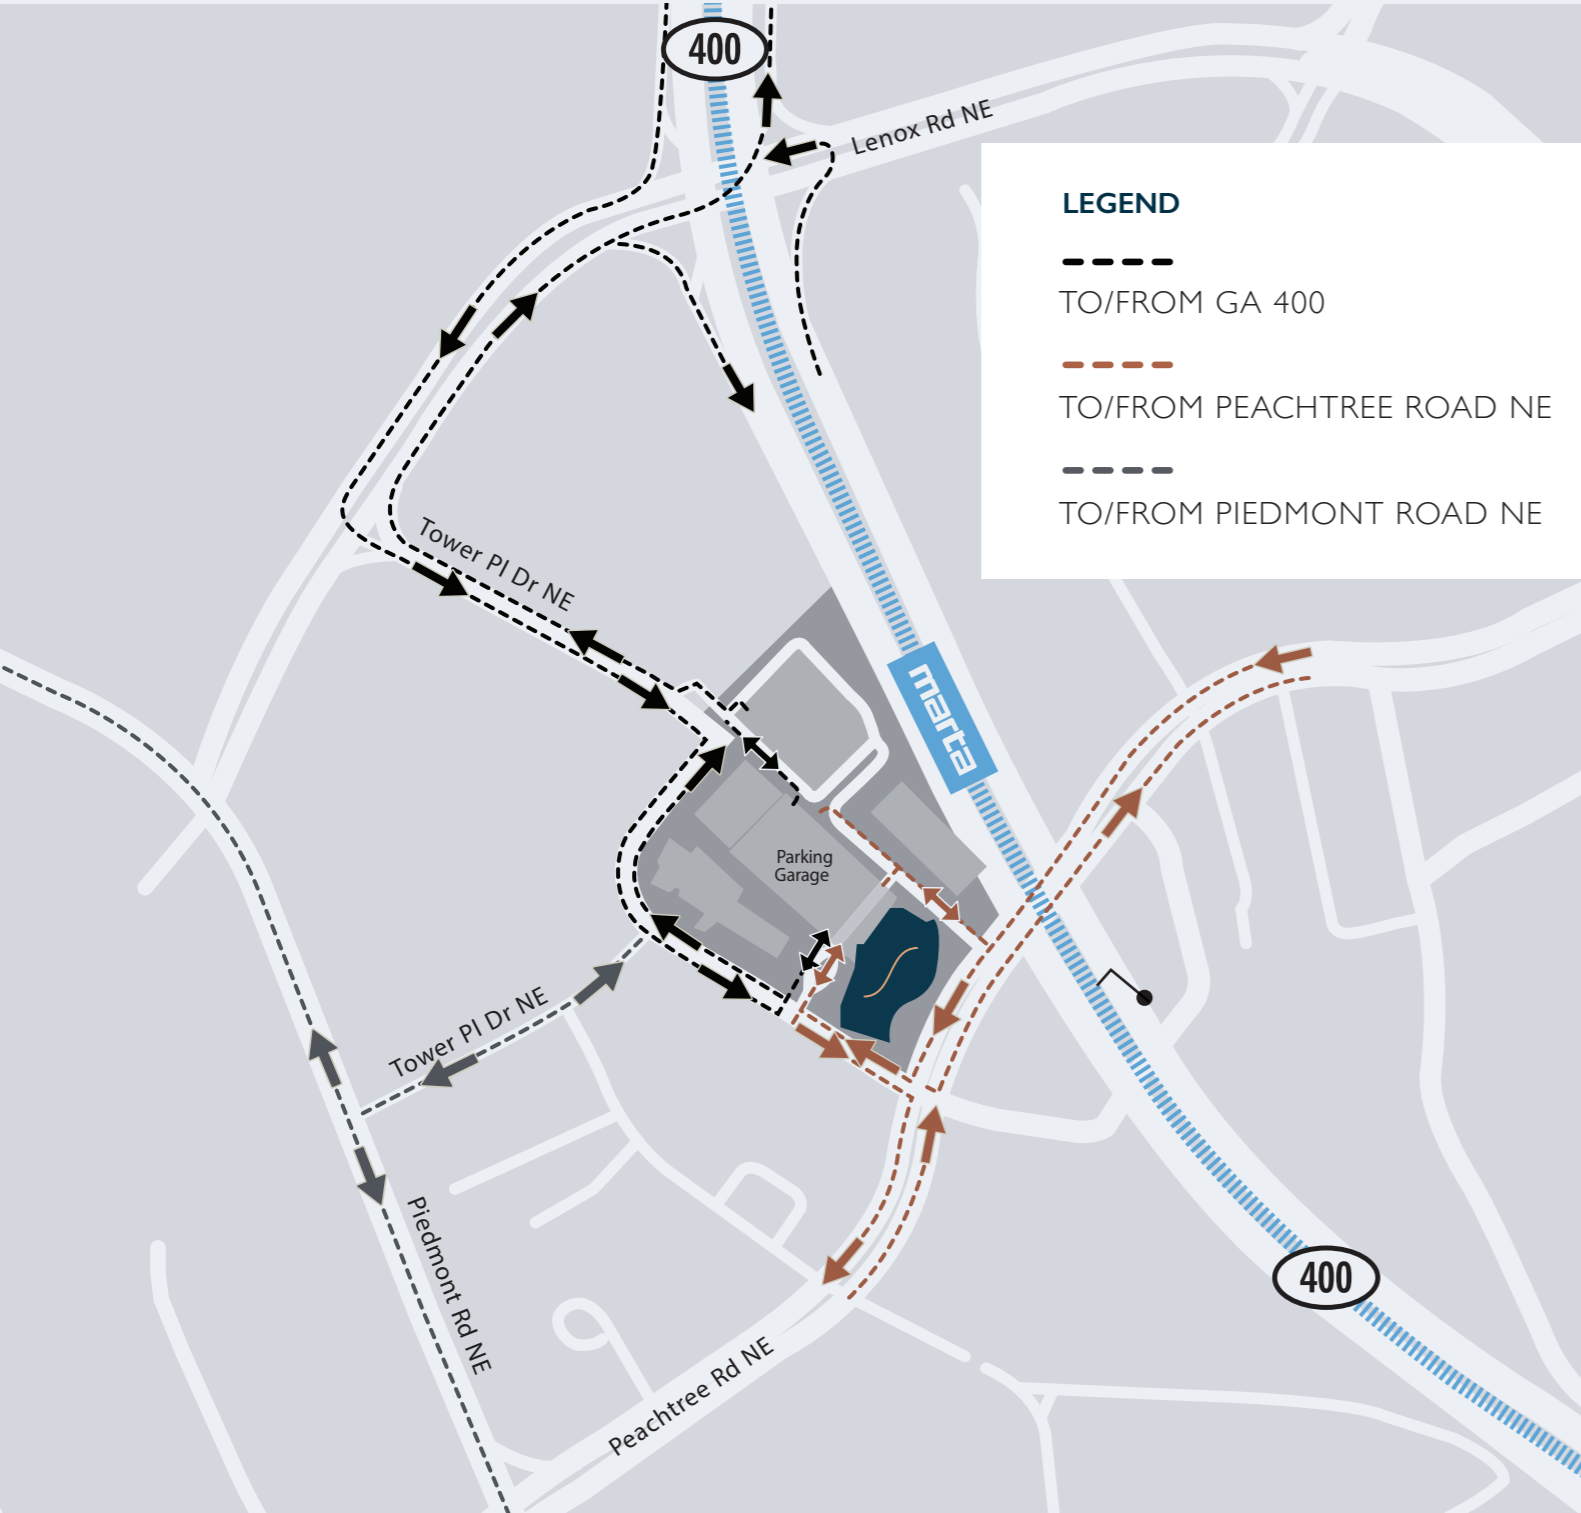 400
Lenox Rd NE
LEGEND
TO/FROM GA 400
TO/FROM PEACHTREE ROAD NE
TO/FROM PIEDMONT ROAD NE
Tower Pl Dr NE
marta
Parking
Garage
Tower Pl Dr NE
Piedmont Rd NE
400
Peachtree Rd NE